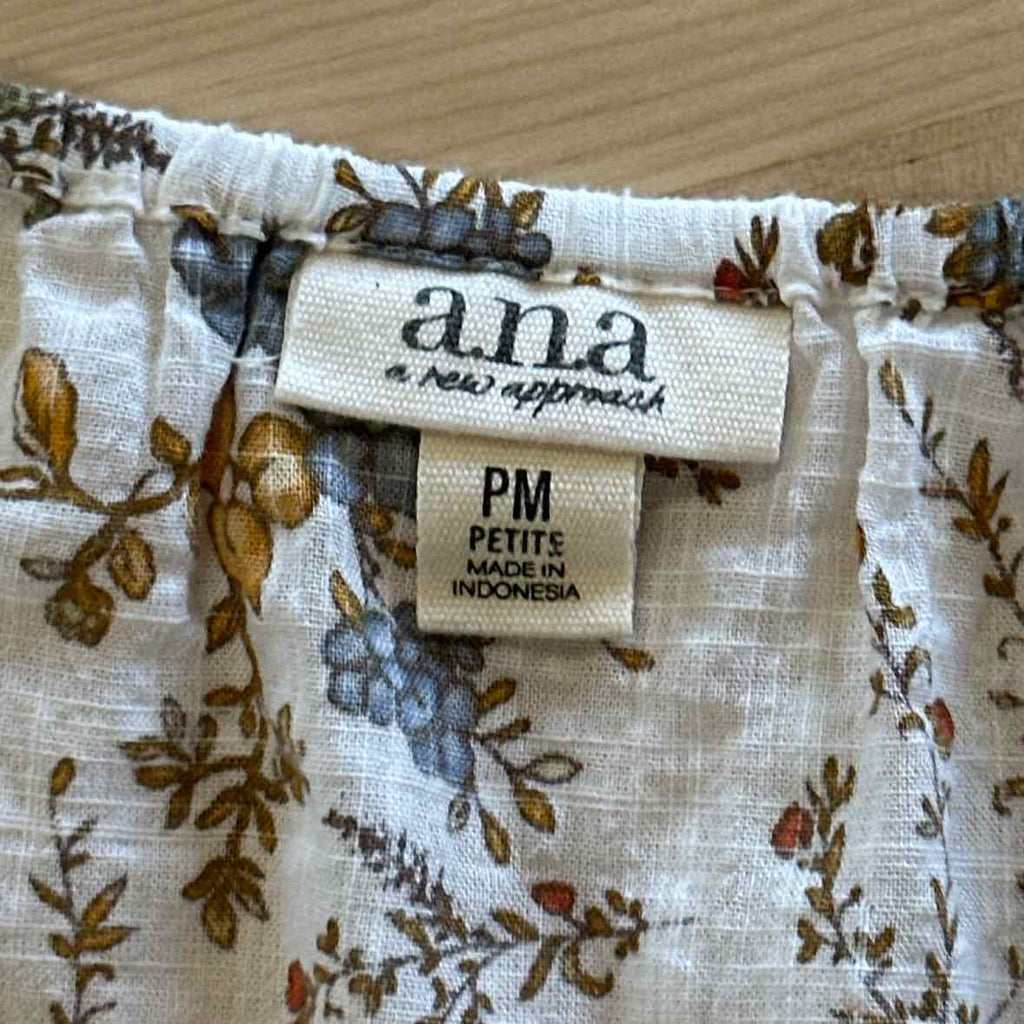 a.n.a
a new approach
PM
PETITE
MADE IN
INDONESIA